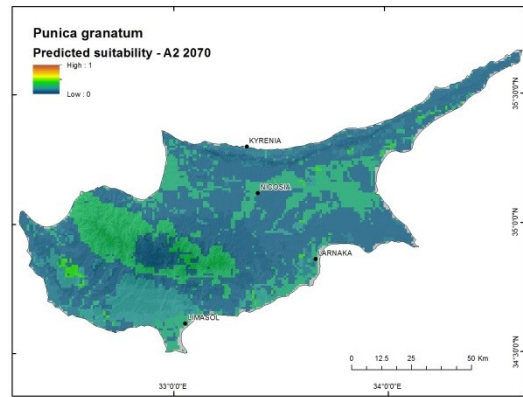 Punica granatum
Predicted suitability - A2 2070
High : 1
Low : 0
KYRENIA
NICOSIA
LARNAKA
LIMASOL
0 12.5 25 50 Km
33°0'0"E 34°0'0"E
35°30'0"N
35°0'0"N
34°30'0"N